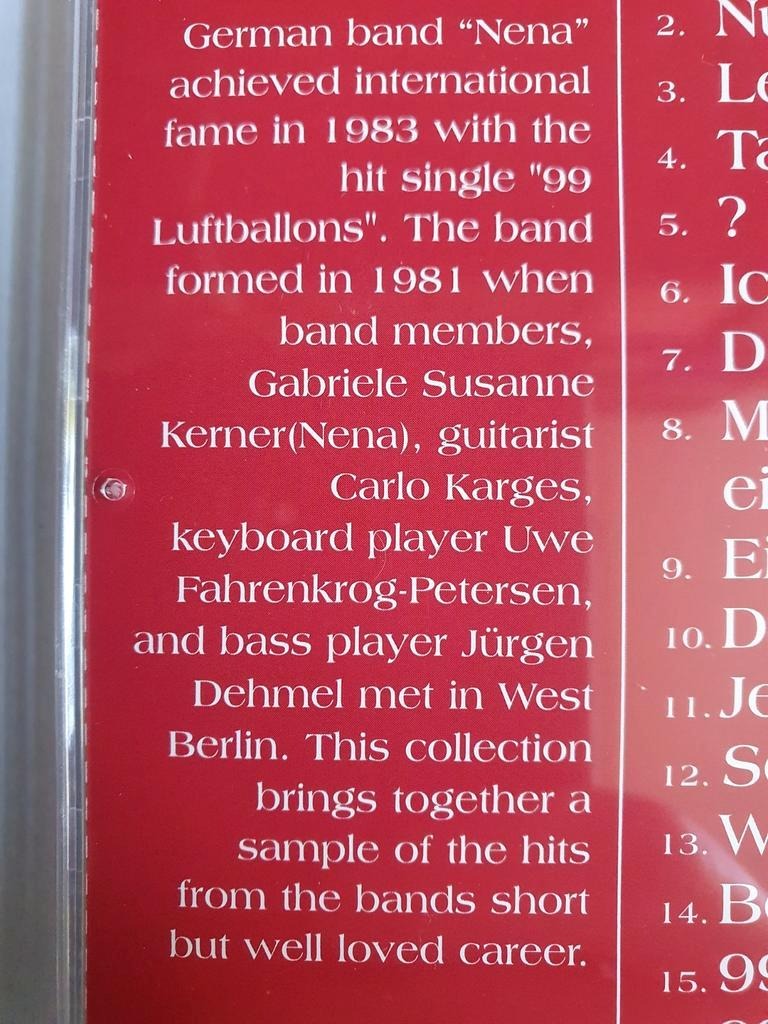 German band “Nena”
achieved international
fame in 1983 with the
hit single "99
Luftballons". The band
formed in 1981 when
band members,
Gabriele Susanne
Kerner(Nena), guitarist
Carlo Karges,
keyboard player Uwe
Fahrenkrog-Petersen,
and bass player Jürgen
Dehmel met in West
Berlin. This collection
brings together a
sample of the hits
from the bands short
but well loved career.
2.
3.
4.
5. ?
6.
7.
8.
9.
10.
11.
12.
13.
14.
15.